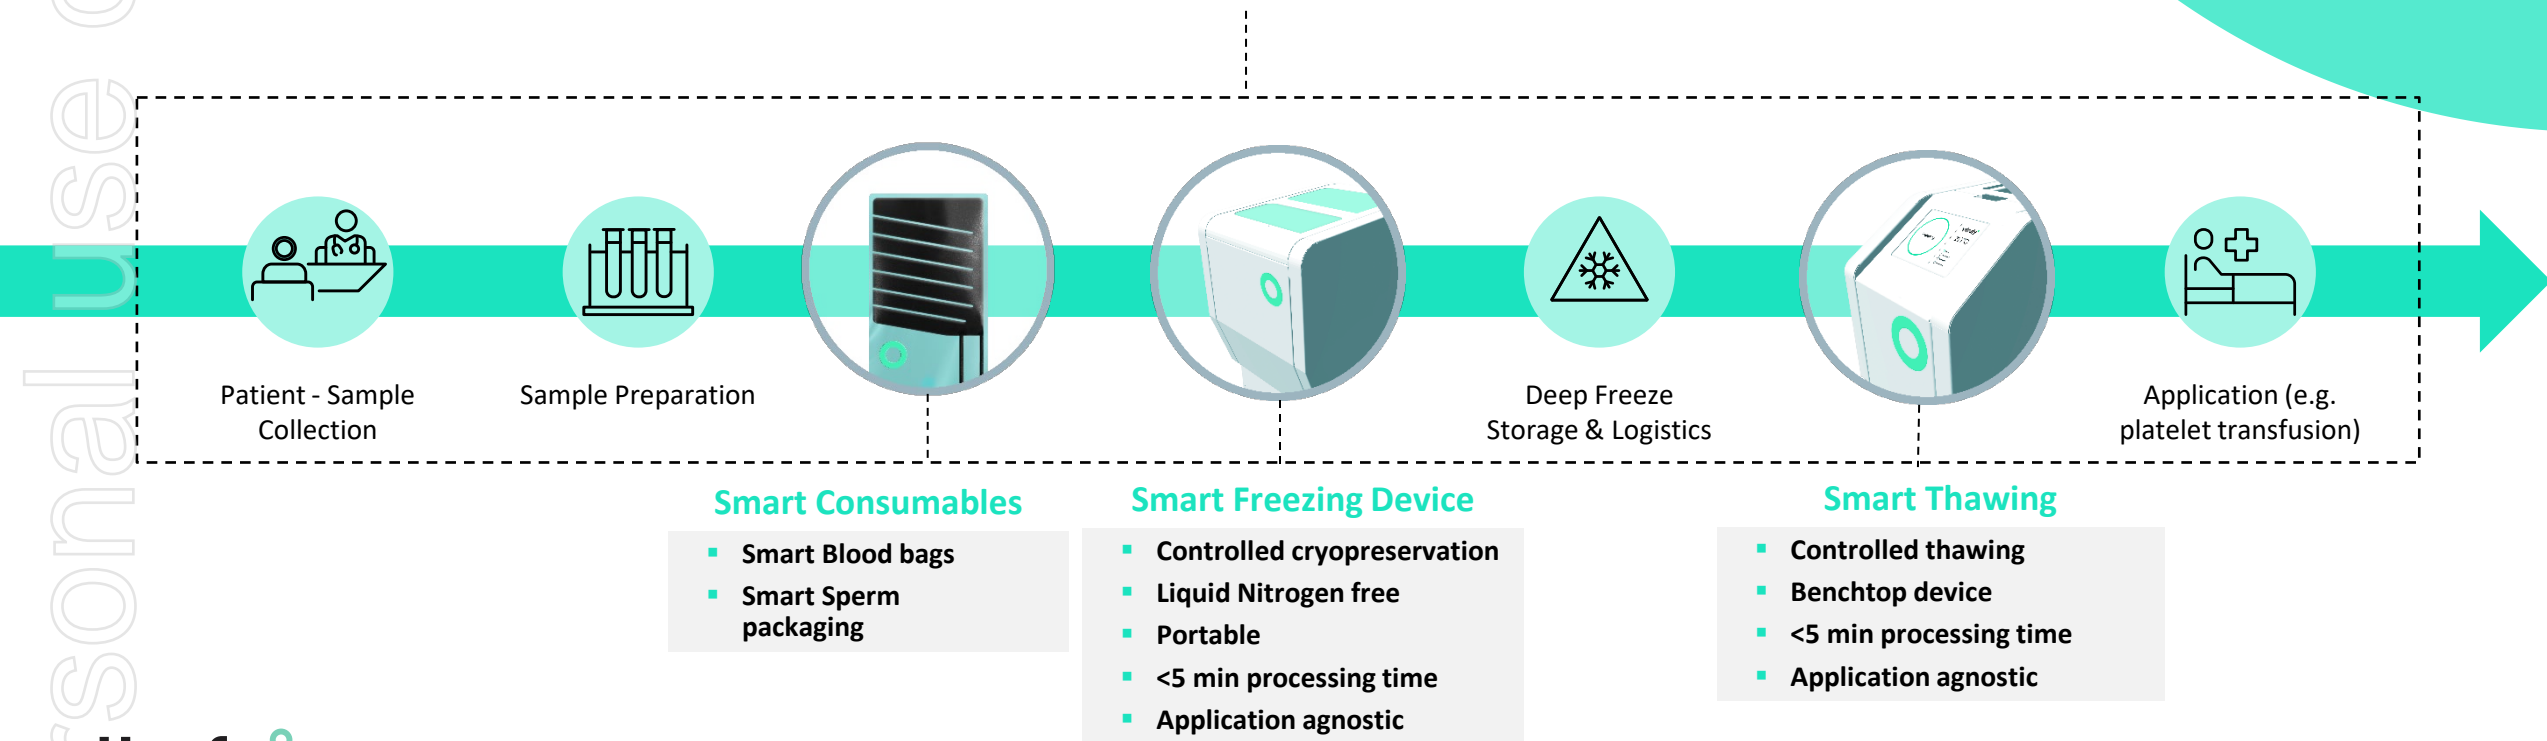 sonal use
Patient - Sample
Collection
Sample Preparation
Deep Freeze
Storage & Logistics
Application (e.g.
platelet transfusion)
Smart Consumables
Smart Blood bags
Smart Sperm
packaging
Smart Freezing Device
Controlled cryopreservation
Liquid Nitrogen free
Portable
<5 min processing time
Application agnostic
Smart Thawing
Controlled thawing
Benchtop device
<5 min processing time
Application agnostic